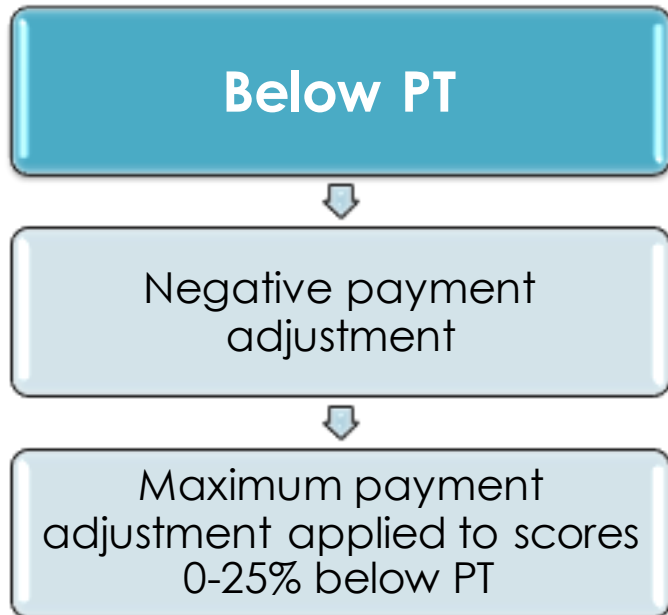 Below PT
Negative payment
adjustment
Maximum payment
adjustment applied to scores
0-25% below PT